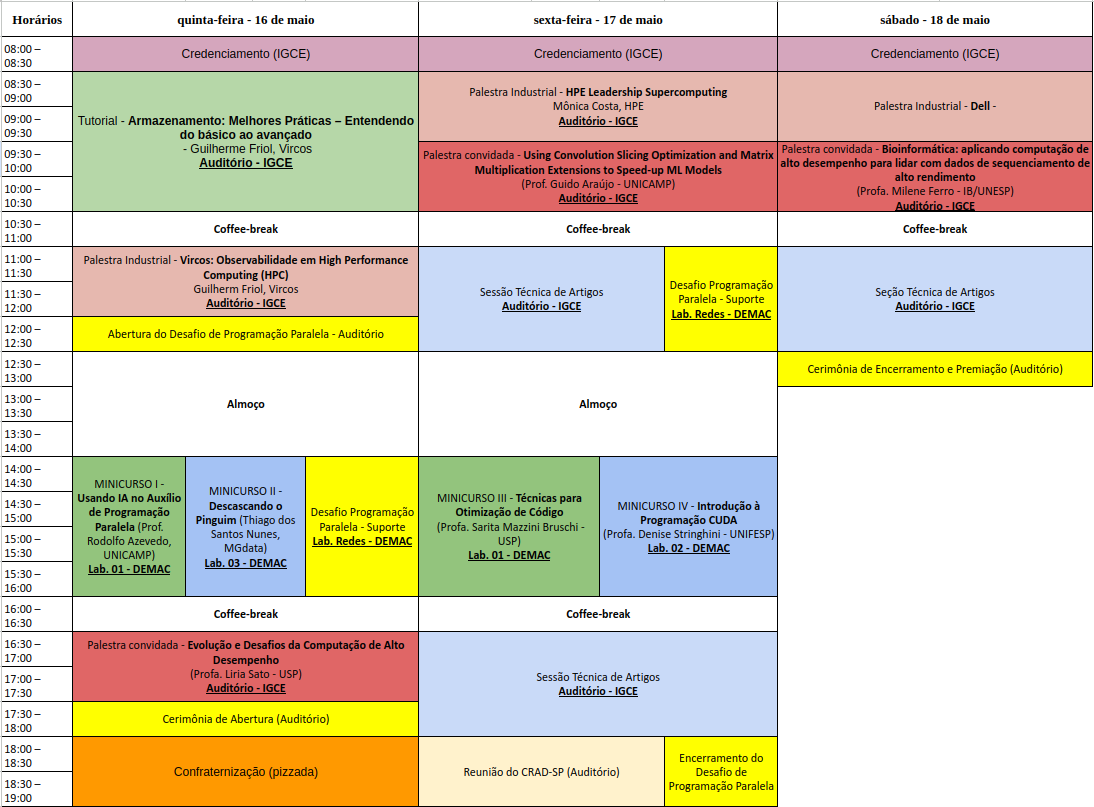 Horários
quinta-feira - 16 de maio
sexta-feira - 17 de maio
sábado - 18 de maio
08:00 –
08:30
Credenciamento (IGCE)
Credenciamento (IGCE)
Credenciamento (IGCE)
08:30 –
09:00
09:00 –
09:30
09:30 –
10:00
10:00 –
10:30
Tutorial - Armazenamento: Melhores Práticas – Entendendo
do básico ao avançado
- Guilherme Friol, Vircos
Auditório - IGCE
Palestra Industrial - HPE Leadership Supercomputing
Mônica Costa, HPE
Auditório - IGCE
Palestra Industrial - Dell -
Palestra convidada - Using Convolution Slicing Optimization and Matrix
Multiplication Extensions to Speed-up ML Models
(Prof. Guido Araújo - UNICAMP)
Auditório - IGCE
Palestra convidada - Bioinformática: aplicando computação de
alto desempenho para lidar com dados de sequenciamento de
alto rendimento
(Profa. Milene Ferro - IB/UNESP)
Auditório - IGCE
10:30 –
11:00
Coffee-break
Coffee-break
Coffee-break
11:00 –
11:30
11:30 –
12:00
12:00 –
12:30
Palestra Industrial - Vircos: Observabilidade em High Performance
Computing (HPC)
Guilherm Friol, Vircos
Auditório - IGCE
Abertura do Desafio de Programação Paralela - Auditório
Sessão Técnica de Artigos
Auditório - IGCE
Desafio Programação
Paralela - Suporte
Lab. Redes - DEMAC
Seção Técnica de Artigos
Auditório - IGCE
12:30 –
13:00
13:00 –
13:30
13:30 –
14:00
Almoço
Almoço
Cerimônia de Encerramento e Premiação (Auditório)
14:00 –
14:30
14:30 –
15:00
15:00 –
15:30
15:30 –
16:00
MINICURSO I -
Usando IA no Auxílio
de Programação
Paralela (Prof.
Rodolfo Azevedo,
UNICAMP)
Lab. 01 - DEMAC
MINICURSO II -
Descascando o
Pinguim (Thiago dos
Santos Nunes,
MGdata)
Lab. 03 - DEMAC
Desafio Programação
Paralela - Suporte
Lab. Redes - DEMAC
MINICURSO III - Técnicas para
Otimização de Código
(Profa. Sarita Mazzini Bruschi -
USP)
Lab. 01 - DEMAC
MINICURSO IV - Introdução à
Programação CUDA
(Profa. Denise Stringhini - UNIFESP)
Lab. 02 - DEMAC
16:00 –
16:30
Coffee-break
Coffee-break
16:30 –
17:00
17:00 –
17:30
17:30 –
18:00
Palestra convidada - Evolução e Desafios da Computação de Alto
Desempenho
(Profa. Liria Sato - USP)
Auditório - IGCE
Cerimônia de Abertura (Auditório)
Sessão Técnica de Artigos
Auditório - IGCE
18:00 –
18:30
18:30 –
19:00
Confraternização (pizzada)
Reunião do CRAD-SP (Auditório)
Encerramento do
Desafio de
Programação Paralela